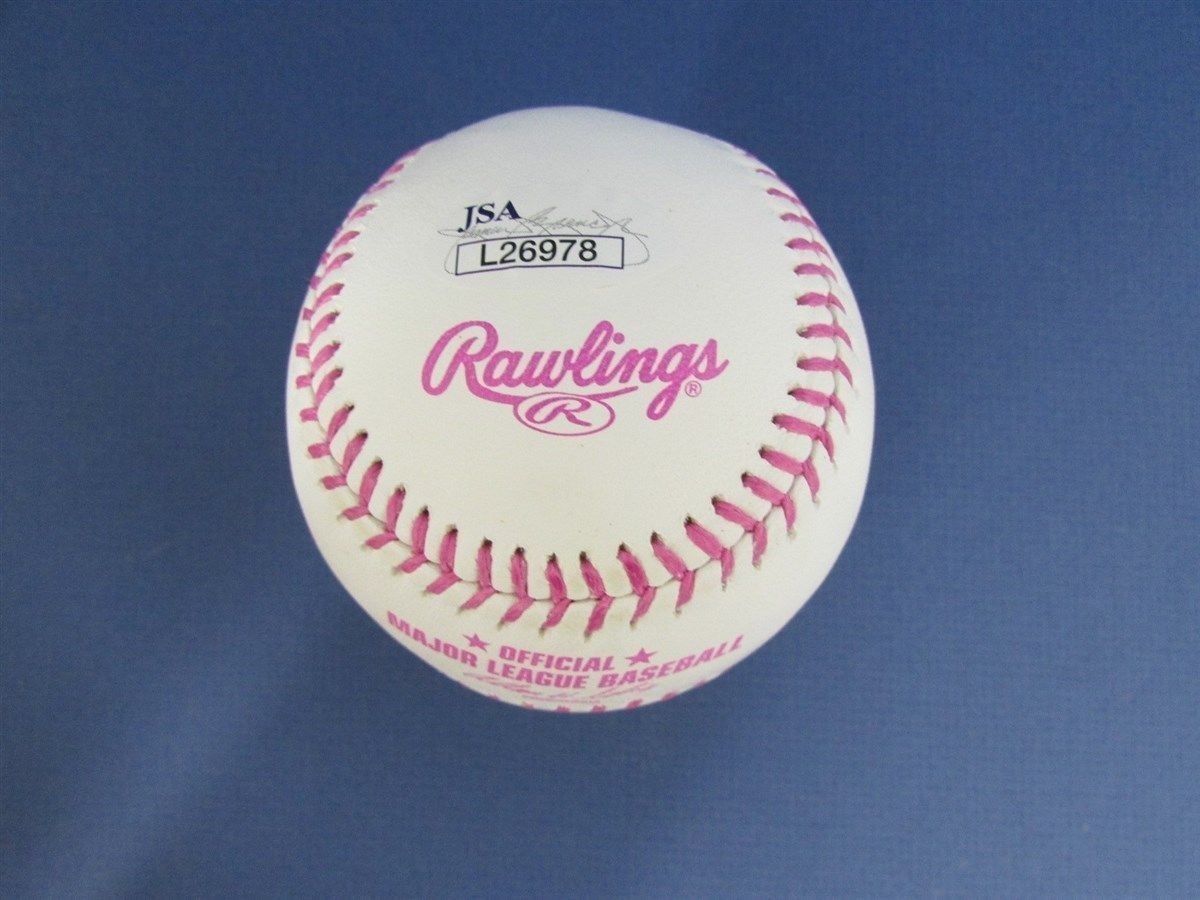 JSA
L26978
Rawlings®
R
★ OFFICIAL ★
MAJOR LEAGUE BASEBALL